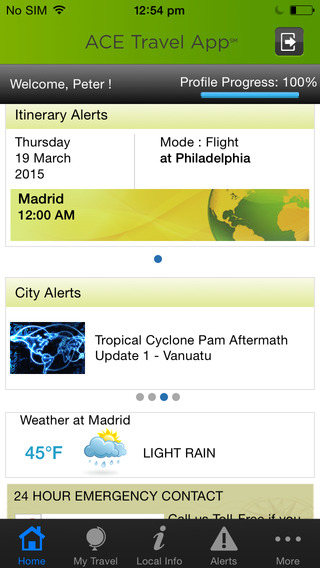 No SIM 12:54 pm
ACE Travel App℠
Welcome, Peter ! Profile Progress: 100%
Itinerary Alerts
Thursday
19 March
2015
Mode : Flight
at Philadelphia
Madrid
12:00 AM
City Alerts
Tropical Cyclone Pam Aftermath
Update 1 - Vanuatu
Weather at Madrid
45°F LIGHT RAIN
24 HOUR EMERGENCY CONTACT
Call us Toll-Free if you
Home My Travel Local Info Alerts More